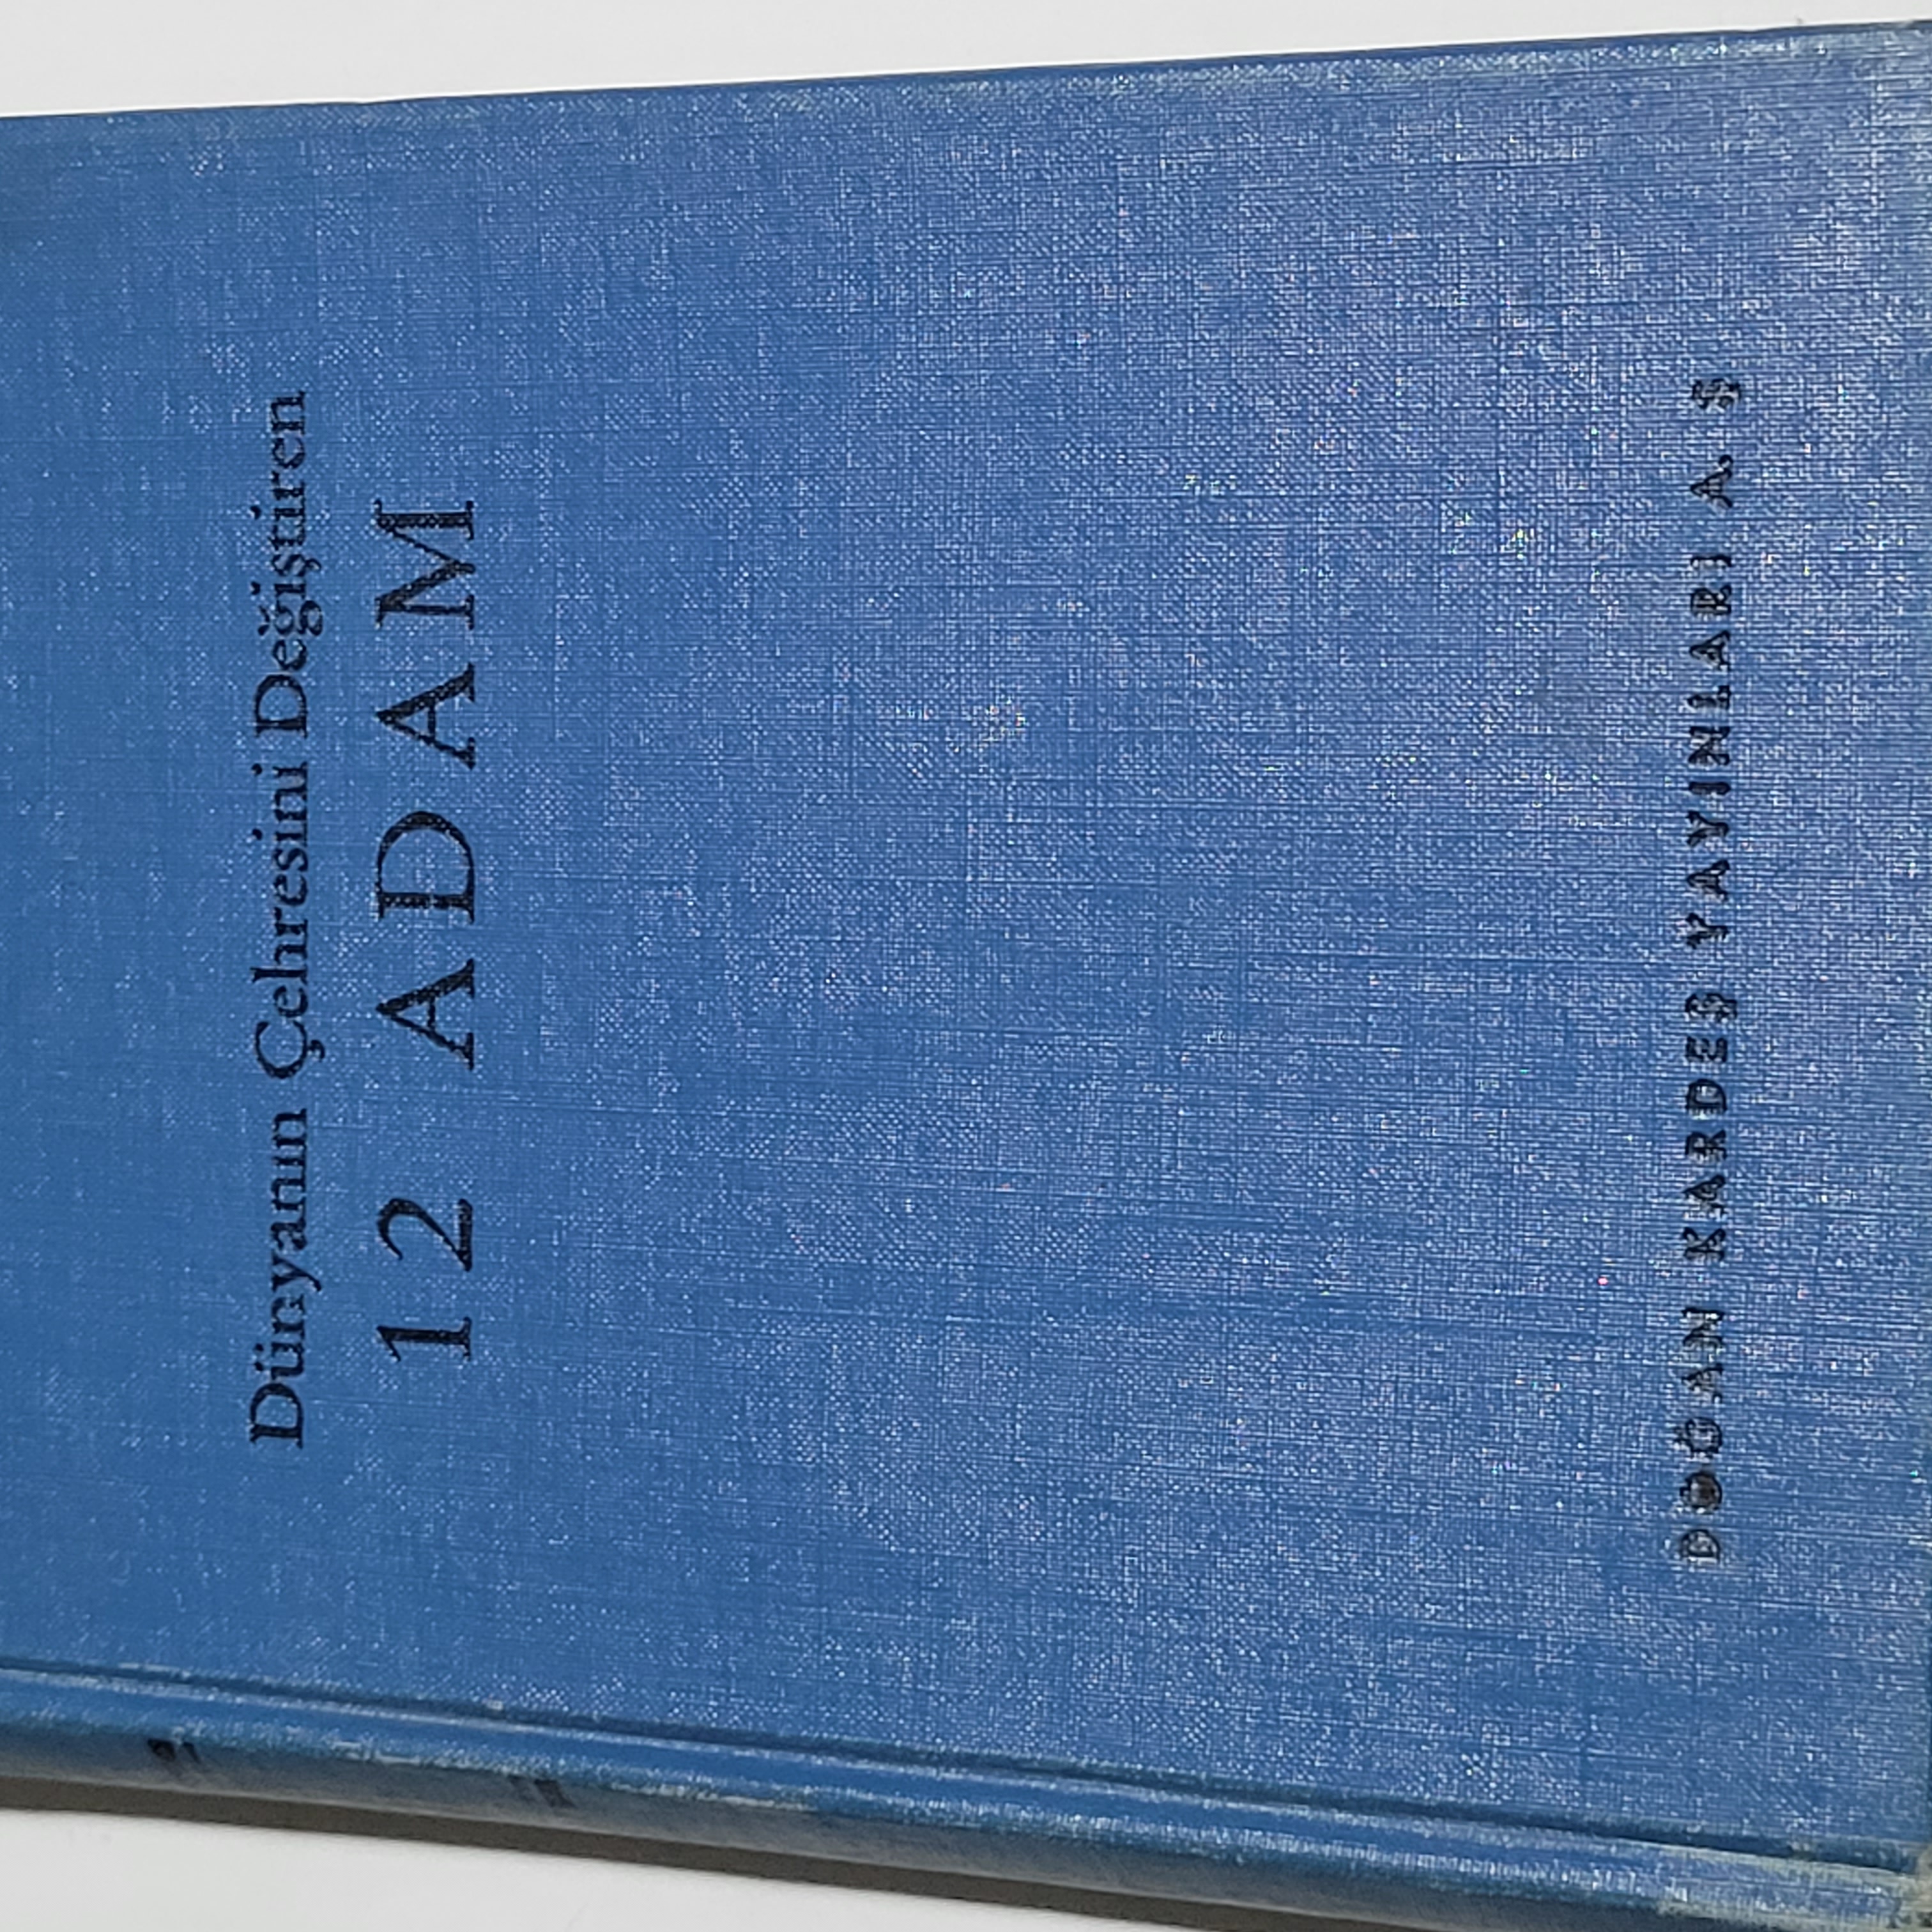 Dünyanın Çehresini Değiştiren
12 ADAM
DOĞAN KARDEŞ YAYINLARI A. Ş